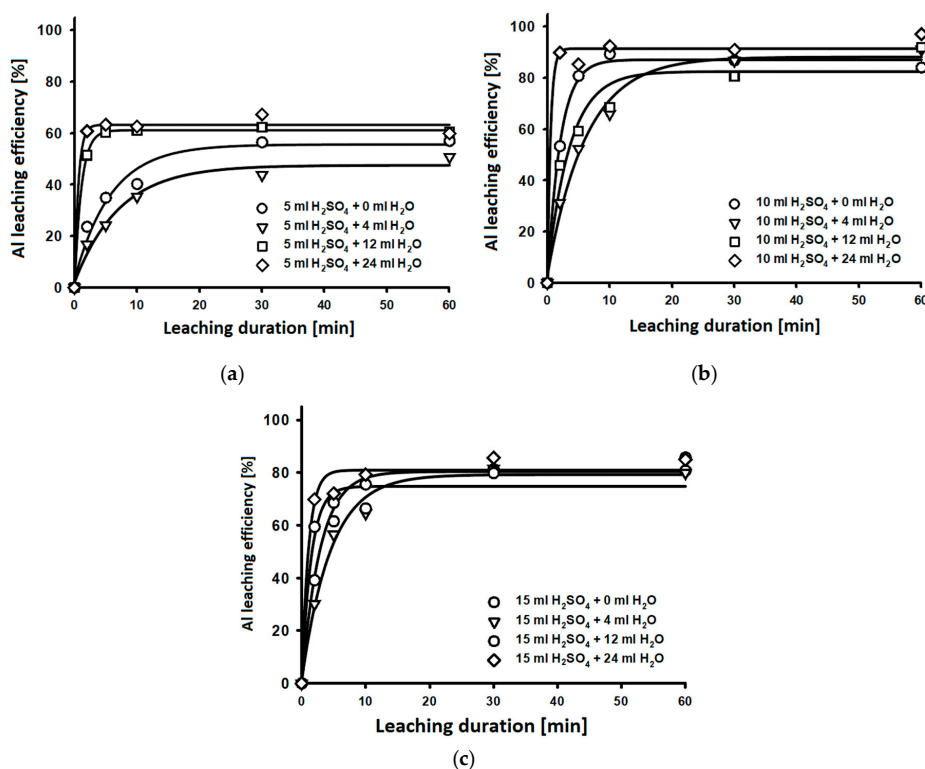 (a)
100
80
60
40
20
0
Al leaching efficiency [%]
5 ml H₂SO₄ + 0 ml H₂O
5 ml H₂SO₄ + 4 ml H₂O
5 ml H₂SO₄ + 12 ml H₂O
5 ml H₂SO₄ + 24 ml H₂O
0 10 20 30 40 50 60
Leaching duration [min]
(a)
100
80
60
40
20
0
Al leaching efficiency [%]
10 ml H₂SO₄ + 0 ml H₂O
10 ml H₂SO₄ + 4 ml H₂O
10 ml H₂SO₄ + 12 ml H₂O
10 ml H₂SO₄ + 24 ml H₂O
0 10 20 30 40 50 60
Leaching duration [min]
(b)
100
80
60
40
20
0
Al leaching efficiency [%]
15 ml H₂SO₄ + 0 ml H₂O
15 ml H₂SO₄ + 4 ml H₂O
15 ml H₂SO₄ + 12 ml H₂O
15 ml H₂SO₄ + 24 ml H₂O
0 10 20 30 40 50 60
Leaching duration [min]
(c)